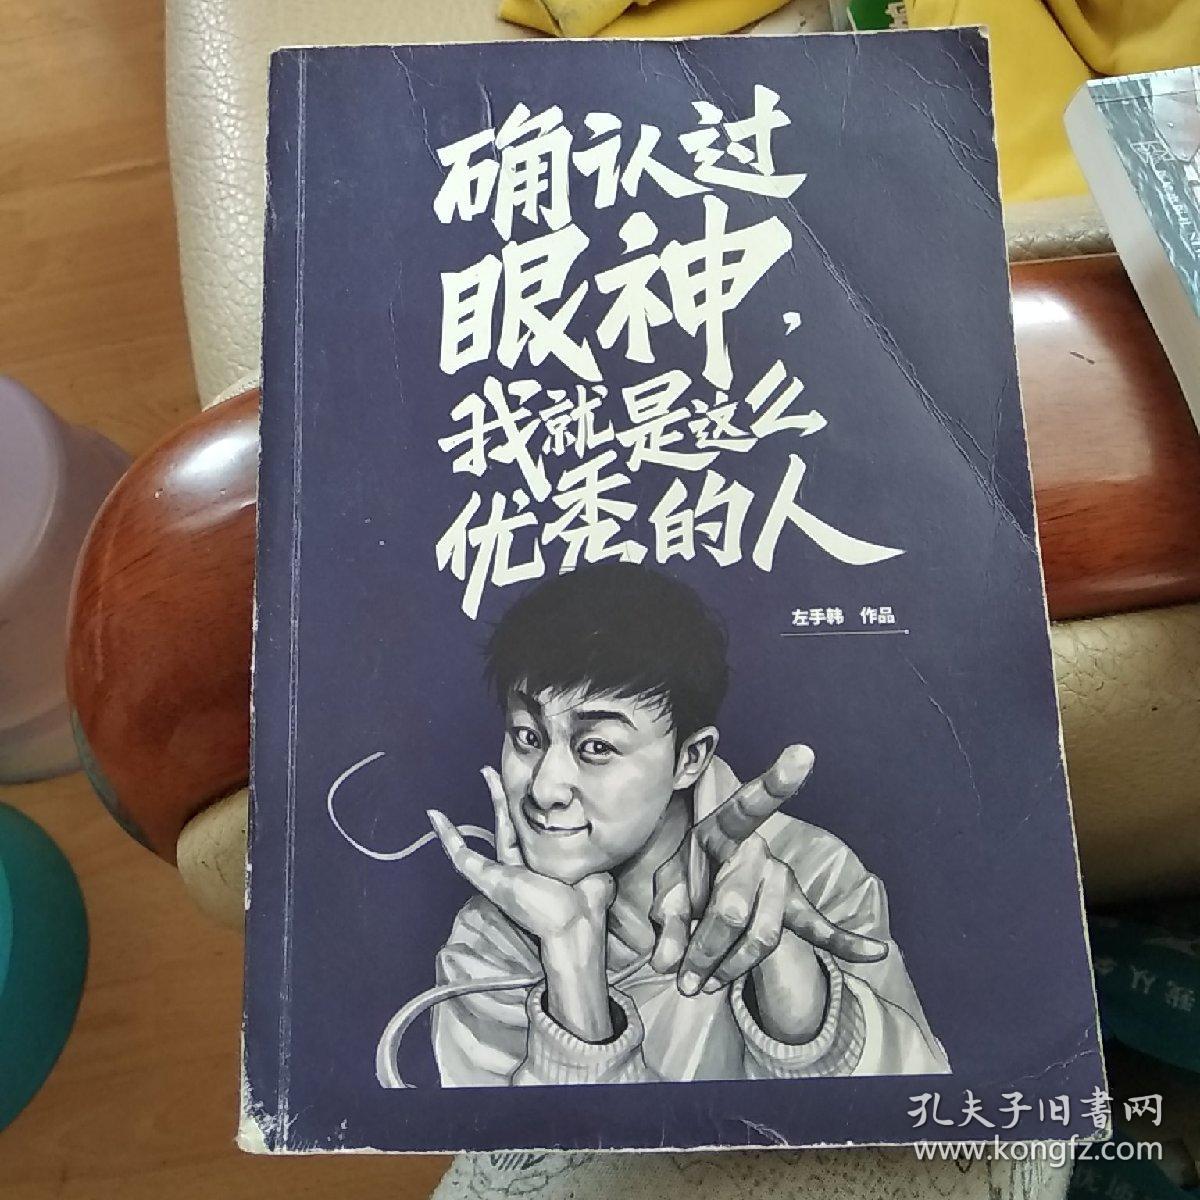 确认过
眼神，
我就是这么
优秀的人
左手韩 作品
孔夫子旧书网
www.kongfz.com